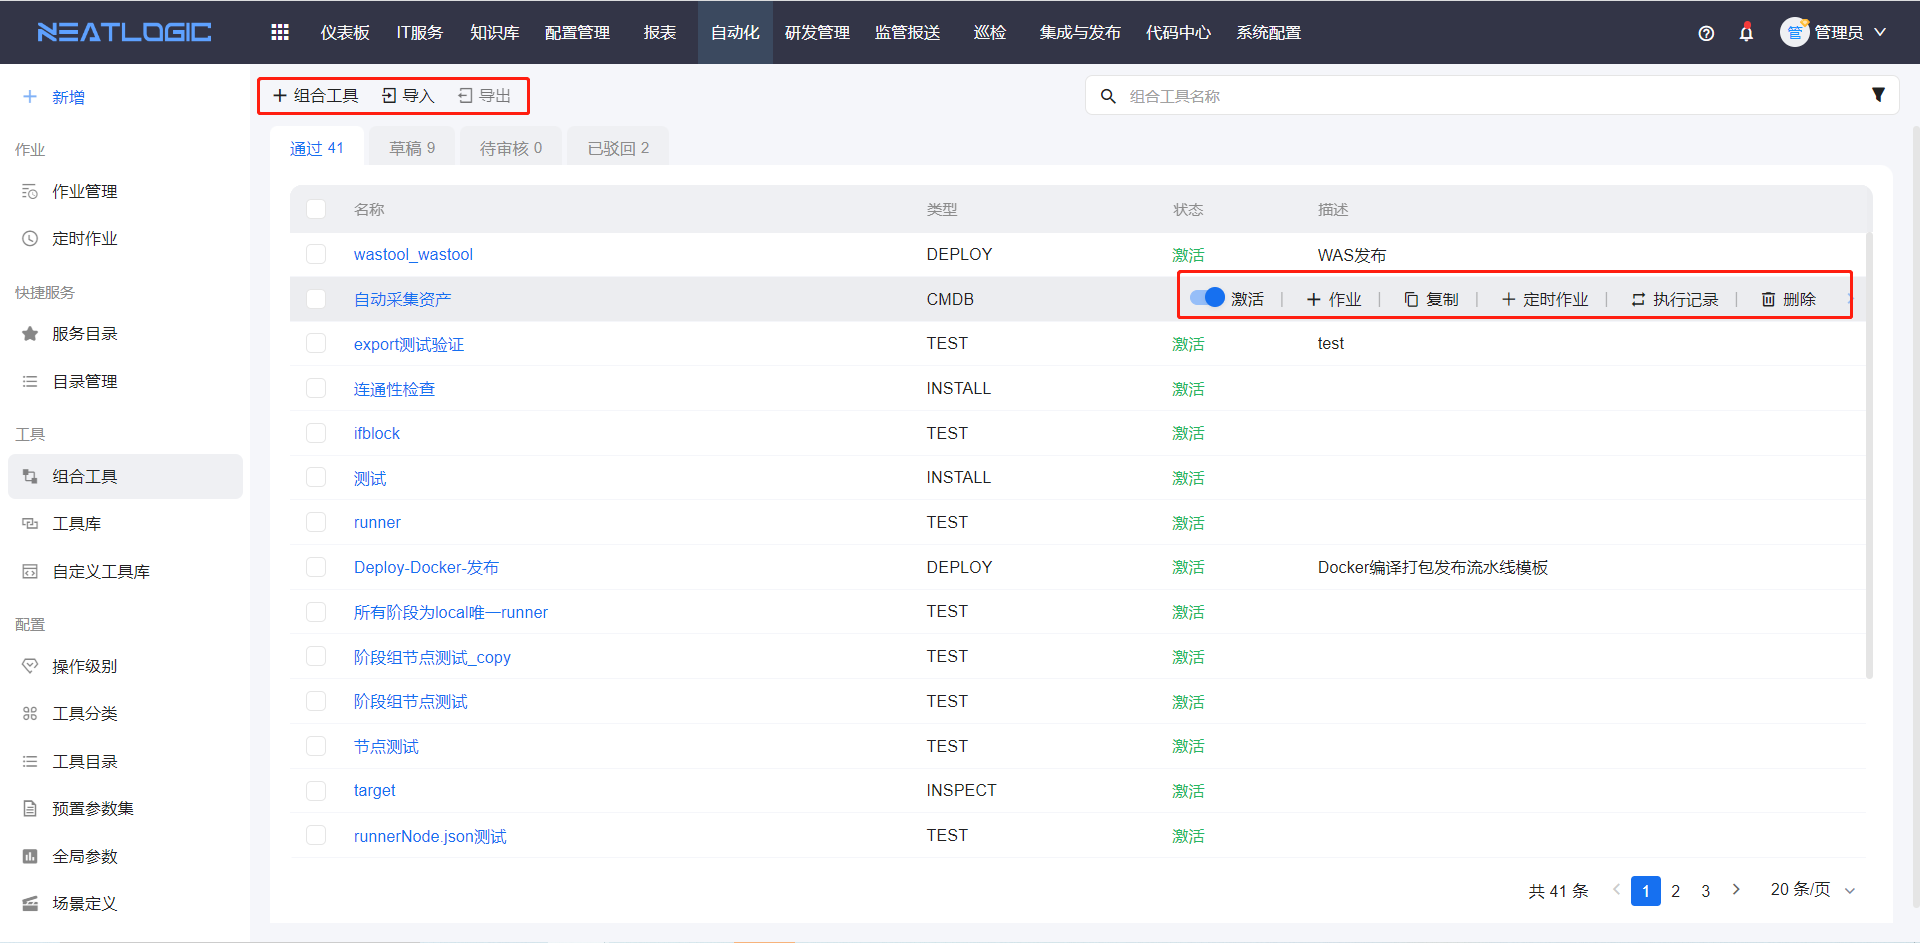 NEATLOGIC 仪表板 IT服务 知识库 配置管理 报表 自动化 研发管理 监管报送 巡检 集成与发布 代码中心 系统配置 管 管理员
新增
作业
作业管理
定时作业
快捷服务
服务目录
目录管理
工具
组合工具
工具库
自定义工具库
配置
操作级别
工具分类
工具目录
预置参数集
全局参数
场景定义
组合工具 导入 导出
组合工具名称
通过 41 草稿 9 待审核 0 已驳回 2
名称 类型 状态 描述
wastool_wastool DEPLOY 激活 WAS发布
自动采集资产 CMDB 激活 作业 复制 定时作业 执行记录 删除
export测试验证 TEST 激活 test
连通性检查 INSTALL 激活
ifblock TEST 激活
测试 INSTALL 激活
runner TEST 激活
Deploy-Docker-发布 DEPLOY 激活 Docker编译打包发布流水线模板
所有阶段为local唯一runner TEST 激活
阶段组节点测试_copy TEST 激活
阶段组节点测试 TEST 激活
节点测试 TEST 激活
target INSPECT 激活
runnerNode.json测试 TEST 激活
共 41 条 1 2 3 20 条/页